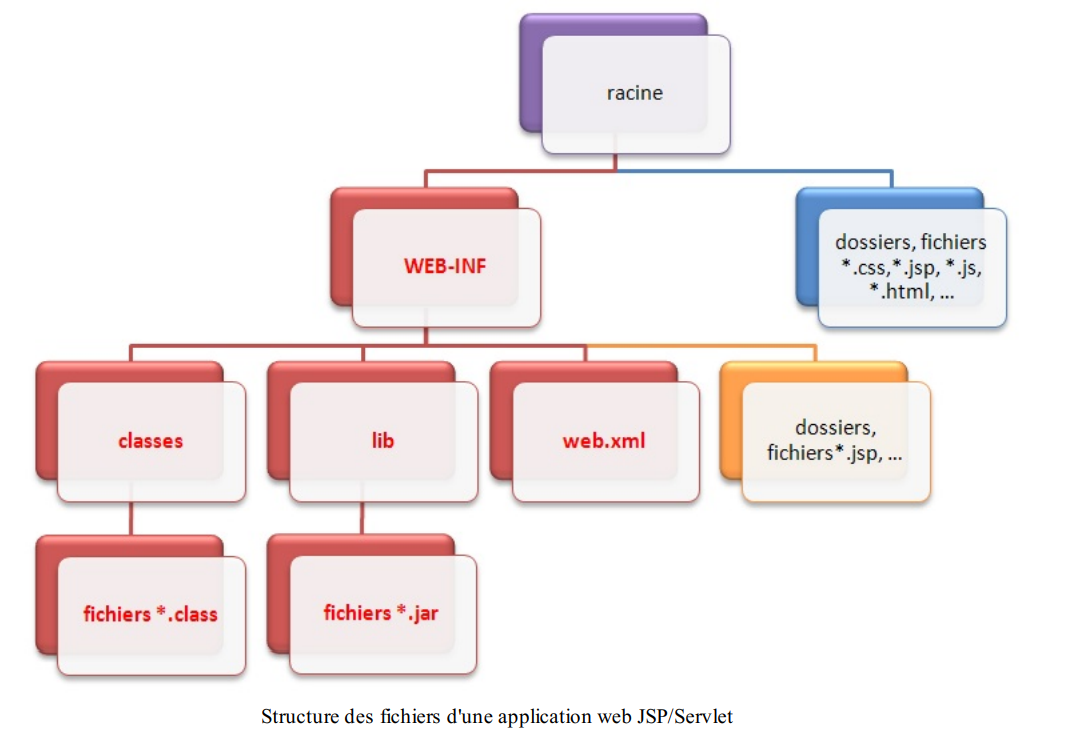 racine
WEB-INF
dossiers, fichiers
*.css,*.jsp, *.js,
*.html, ...
classes
lib
web.xml
dossiers,
fichiers*.jsp, ...
fichiers *.class
fichiers *.jar
Structure des fichiers d'une application web JSP/Servlet